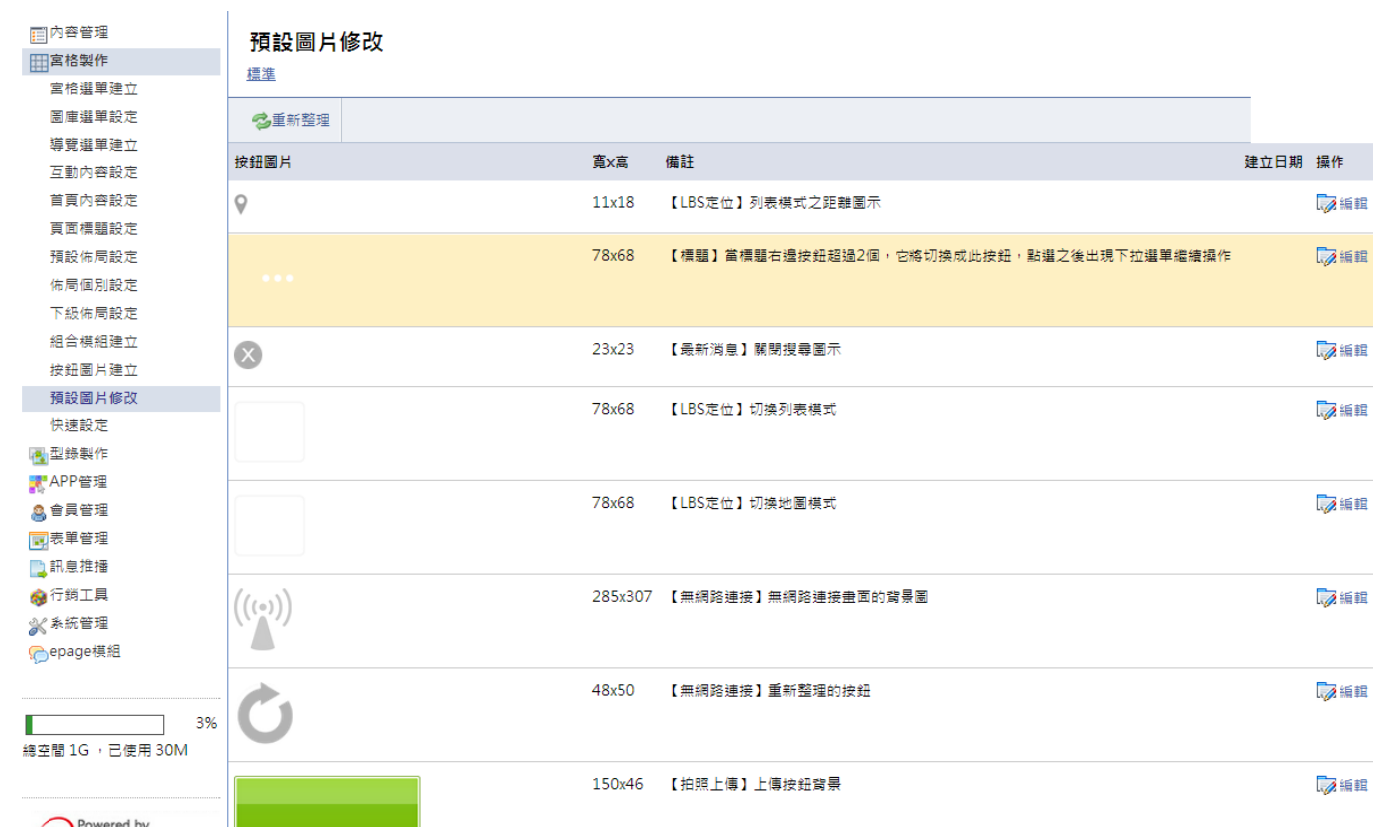 內容管理
宮格製作
宮格選單建立
圖庫選單設定
導覽選單建立
互動內容設定
首頁內容設定
頁面標題設定
預設佈局設定
佈局個別設定
下級佈局設定
組合模組建立
按鈕圖片建立
預設圖片修改
快速設定
型錄製作
APP管理
會員管理
表單管理
訊息推播
行銷工具
系統管理
epage模組
3%
總空間 1G ，已使用 30M
Powered by
預設圖片修改
標準
重新整理
按鈕圖片 寬x高 備註 建立日期 操作
11x18 【LBS定位】列表模式之距離圖示 編輯
78x68 【標題】當標題右邊按鈕超過2個，它將切換成此按鈕，點選之後出現下拉選單繼續操作 編輯
23x23 【最新消息】關閉搜尋圖示 編輯
78x68 【LBS定位】切換列表模式 編輯
78x68 【LBS定位】切換地圖模式 編輯
285x307 【無網路連接】無網路連接畫面的背景圖 編輯
48x50 【無網路連接】重新整理的按鈕 編輯
150x46 【拍照上傳】上傳按鈕背景 編輯